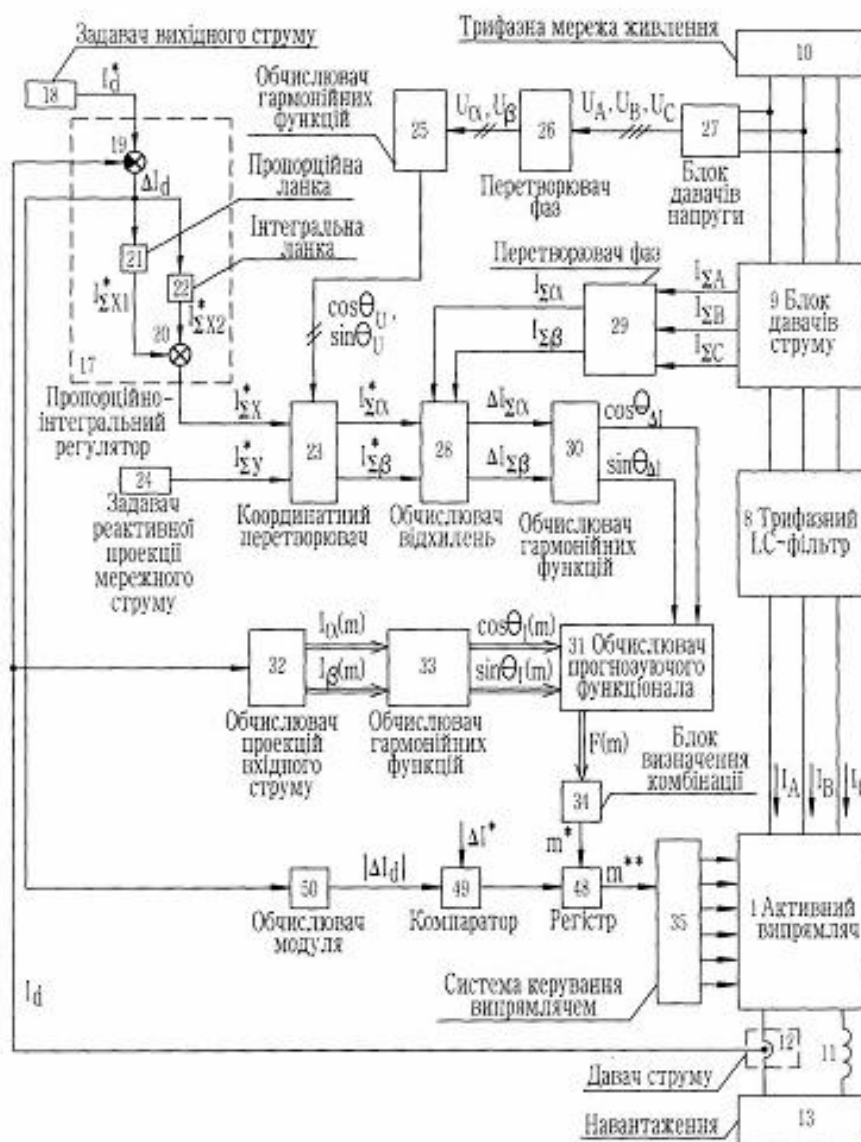 Задавач вихідного струму
I*d
18
Трифазна мережа живлення
10
Обчислювач
гармонійних
функцій
25
Uα, Uβ
26
UA, UB, UC
27
Перетворювач
фаз
Блок
давачів
напруги
19
ΔId
Пропорційна
ланка
21
Інтегральна
ланка
22
I*ΣX1
20
I*ΣX2
17
Пропорційно-
інтегральний
регулятор
cosθU,
sinθU
Перетворювач фаз
IΣα
IΣβ
29
IΣA
IΣB
IΣC
9 Блок
давачів
струму
I*ΣX
I*Σy
24
Задавач
реактивної
проекції
мережного
струму
23
Координатний
перетворювач
I*Σα
I*Σβ
28
Обчислювач
відхилень
ΔIΣα
ΔIΣβ
30
Обчислювач
гармонійних
функцій
cosθΔI
sinθΔI
8 Трифазний
LC-фільтр
32
Обчислювач
проекцій
вхідного
струму
Iα(m)
Iβ(m)
33
Обчислювач
гармонійних
функцій
cosθI(m)
sinθI(m)
31 Обчислювач
прогнозуючого
функціонала
F(m)
Блок
визначення
комбінації
34
IA
IB
ΔI*
m*
50
Обчислювач
модуля
|ΔId|
49
Компаратор
48
Регістр
m**
35
1 Активний
випрямляч
Система керування
випрямлячем
Id
12
11
Давач струму
Навантаження
13